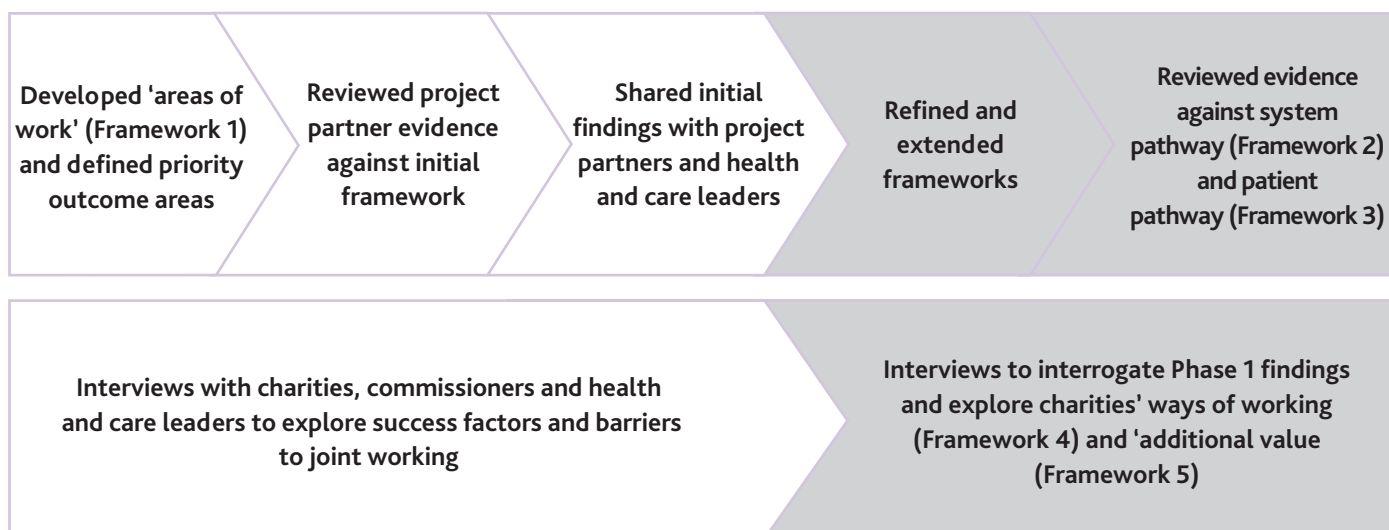 Developed ‘areas of
work’ (Framework 1)
and defined priority
outcome areas
Reviewed project
partner evidence
against initial
framework
Shared initial
findings with project
partners and health
and care leaders
Refined and
extended
frameworks
Reviewed evidence
against system
pathway (Framework 2)
and patient
pathway (Framework 3)
Interviews with charities, commissioners and health
and care leaders to explore success factors and barriers
to joint working
Interviews to interrogate Phase 1 findings
and explore charities’ ways of working
(Framework 4) and ‘additional value
(Framework 5)